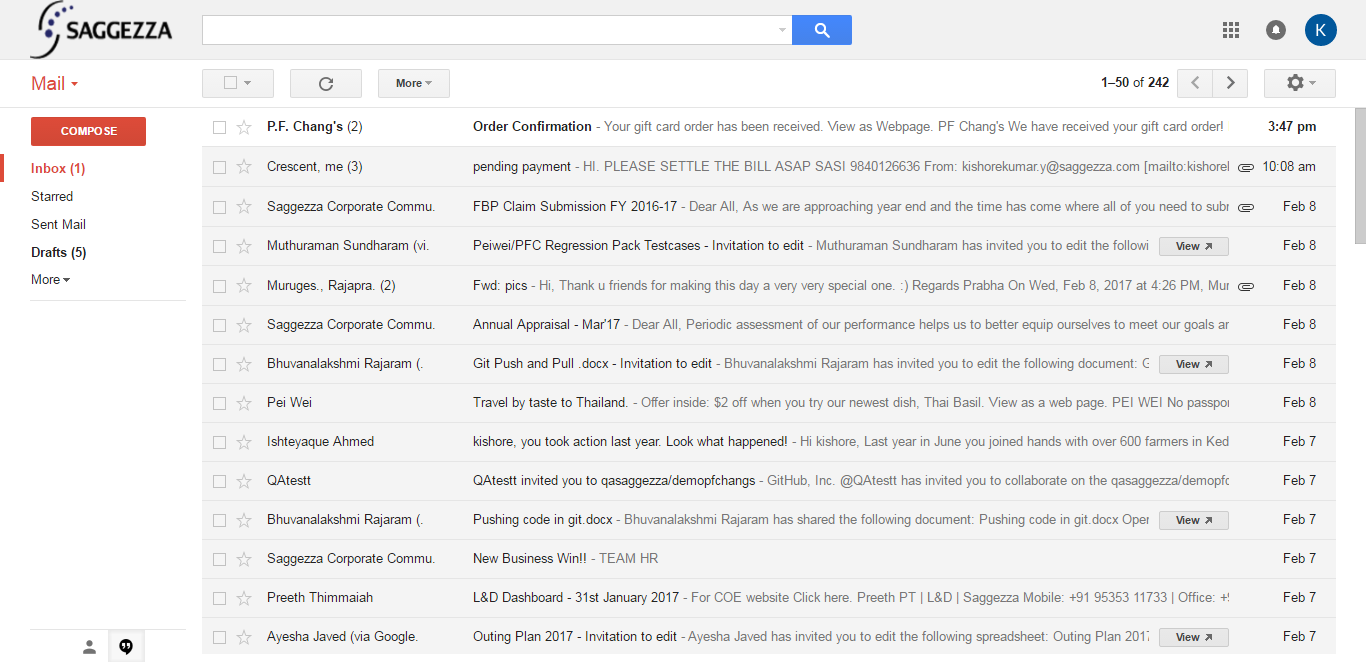 SAGGEZZA
K
Mail
More
1–50 of 242
COMPOSE
Inbox (1)
Starred
Sent Mail
Drafts (5)
More
P.F. Chang's (2) Order Confirmation - Your gift card order has been received. View as Webpage. PF Chang's We have received your gift card order! 3:47 pm
Crescent, me (3) pending payment - HI. PLEASE SETTLE THE BILL ASAP SASI 9840126636 From: kishorekumar.y@saggezza.com [mailto:kishorel 10:08 am
Saggezza Corporate Commu. FBP Claim Submission FY 2016-17 - Dear All, As we are approaching year end and the time has come where all of you need to subr Feb 8
Muthuraman Sundharam (vi. Peiwei/PFC Regression Pack Testcases - Invitation to edit - Muthuraman Sundharam has invited you to edit the followi View Feb 8
Muruges., Rajapra. (2) Fwd: pics - Hi, Thank u friends for making this day a very very special one. :) Regards Prabha On Wed, Feb 8, 2017 at 4:26 PM, Mur Feb 8
Saggezza Corporate Commu. Annual Appraisal - Mar'17 - Dear All, Periodic assessment of our performance helps us to better equip ourselves to meet our goals ar Feb 8
Bhuvanalakshmi Rajaram (. Git Push and Pull .docx - Invitation to edit - Bhuvanalakshmi Rajaram has invited you to edit the following document: G View Feb 8
Pei Wei Travel by taste to Thailand. - Offer inside: $2 off when you try our newest dish, Thai Basil. View as a web page. PEI WEI No passpor Feb 8
Ishteyaque Ahmed kishore, you took action last year. Look what happened! - Hi kishore, Last year in June you joined hands with over 600 farmers in Ked Feb 7
QAtestt QAtestt invited you to qasaggezza/demopfchangs - GitHub, Inc. @QAtestt has invited you to collaborate on the qasaggezza/demopfc Feb 7
Bhuvanalakshmi Rajaram (. Pushing code in git.docx - Bhuvanalakshmi Rajaram has shared the following document: Pushing code in git.docx Open View Feb 7
Saggezza Corporate Commu. New Business Win!! - TEAM HR Feb 7
Preeth Thimmaiah L&D Dashboard - 31st January 2017 - For COE website Click here. Preeth PT | L&D | Saggezza Mobile: +91 95353 11733 | Office: +9 Feb 7
Ayesha Javed (via Google. Outing Plan 2017 - Invitation to edit - Ayesha Javed has invited you to edit the following spreadsheet: Outing Plan 2017 View Feb 7